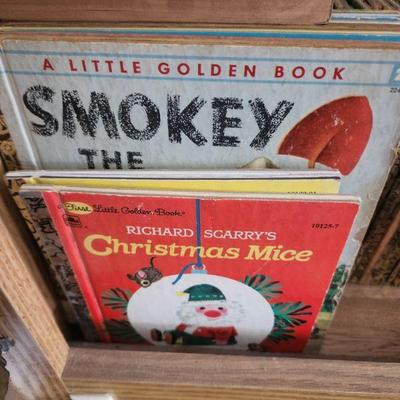 A LITTLE GOLDEN BOOK
SMOKEY
THE
A First Little Golden Book®
10125-7
RICHARD SCARRY'S
Christmas Mice